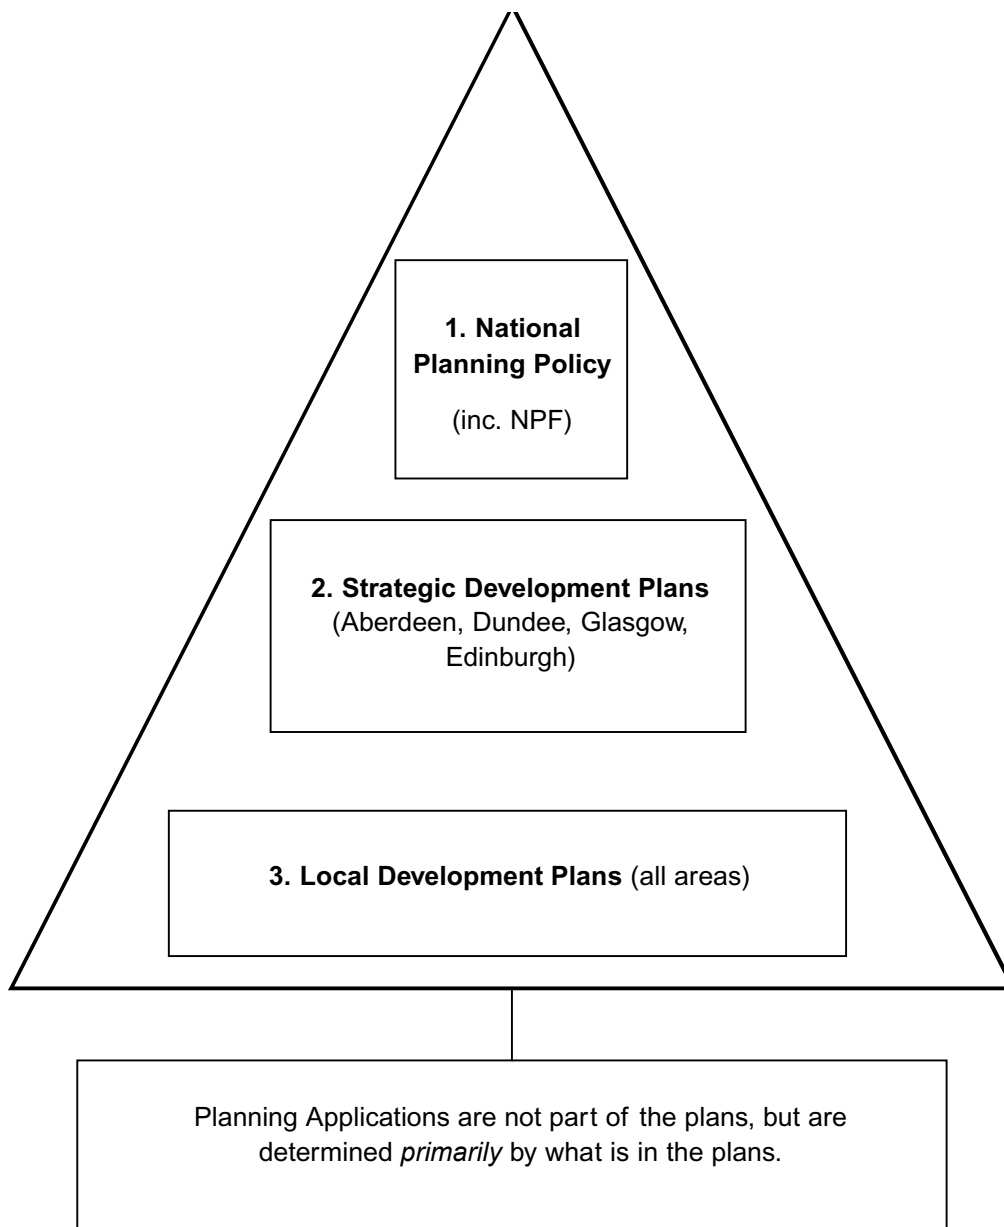 1. National
Planning Policy
(inc. NPF)
2. Strategic Development Plans
(Aberdeen, Dundee, Glasgow,
Edinburgh)
3. Local Development Plans (all areas)
Planning Applications are not part of the plans, but are
determined primarily by what is in the plans.